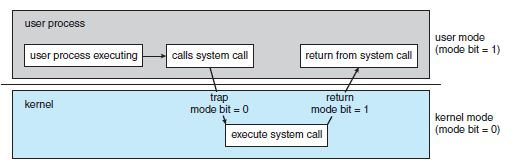 user process
user process executing
calls system call
return from system call
user mode
(mode bit = 1)
kernel
trap
mode bit = 0
return
mode bit = 1
execute system call
kernel mode
(mode bit = 0)